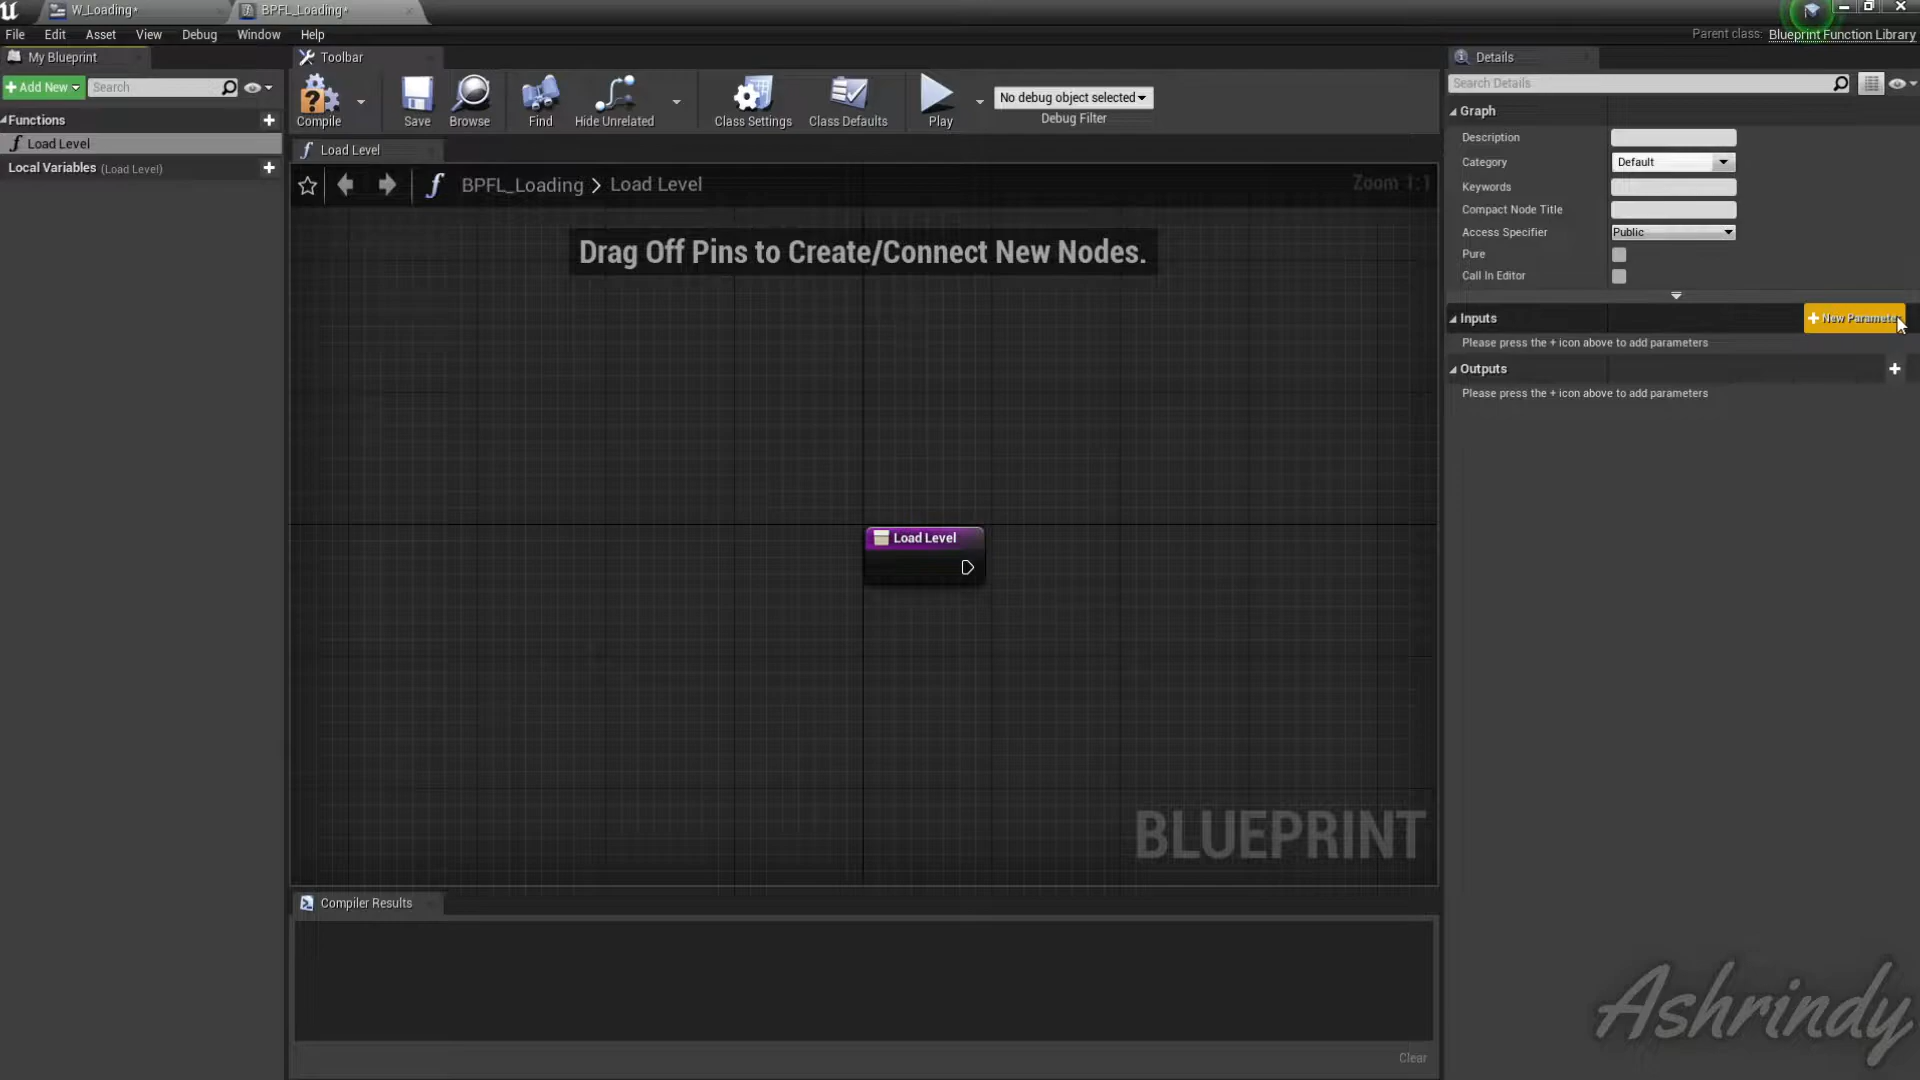 W_Loading*
BPFL_Loading*
File Edit Asset View Debug Window Help
Parent class: Blueprint Function Library
My Blueprint
Toolbar
Details
Add New
Search
Search Details
Functions
Load Level
Local Variables (Load Level)
Compile
Save
Browse
Find
Hide Unrelated
Class Settings
Class Defaults
Play
No debug object selected
Debug Filter
Load Level
BPFL_Loading > Load Level
Zoom 1:1
Drag Off Pins to Create/Connect New Nodes.
Load Level
BLUEPRINT
Compiler Results
Clear
Graph
Description
Category Default
Keywords
Compact Node Title
Access Specifier Public
Pure
Call In Editor
Inputs
New Parameter
Please press the + icon above to add parameters
Outputs
Please press the + icon above to add parameters
Ashrindy